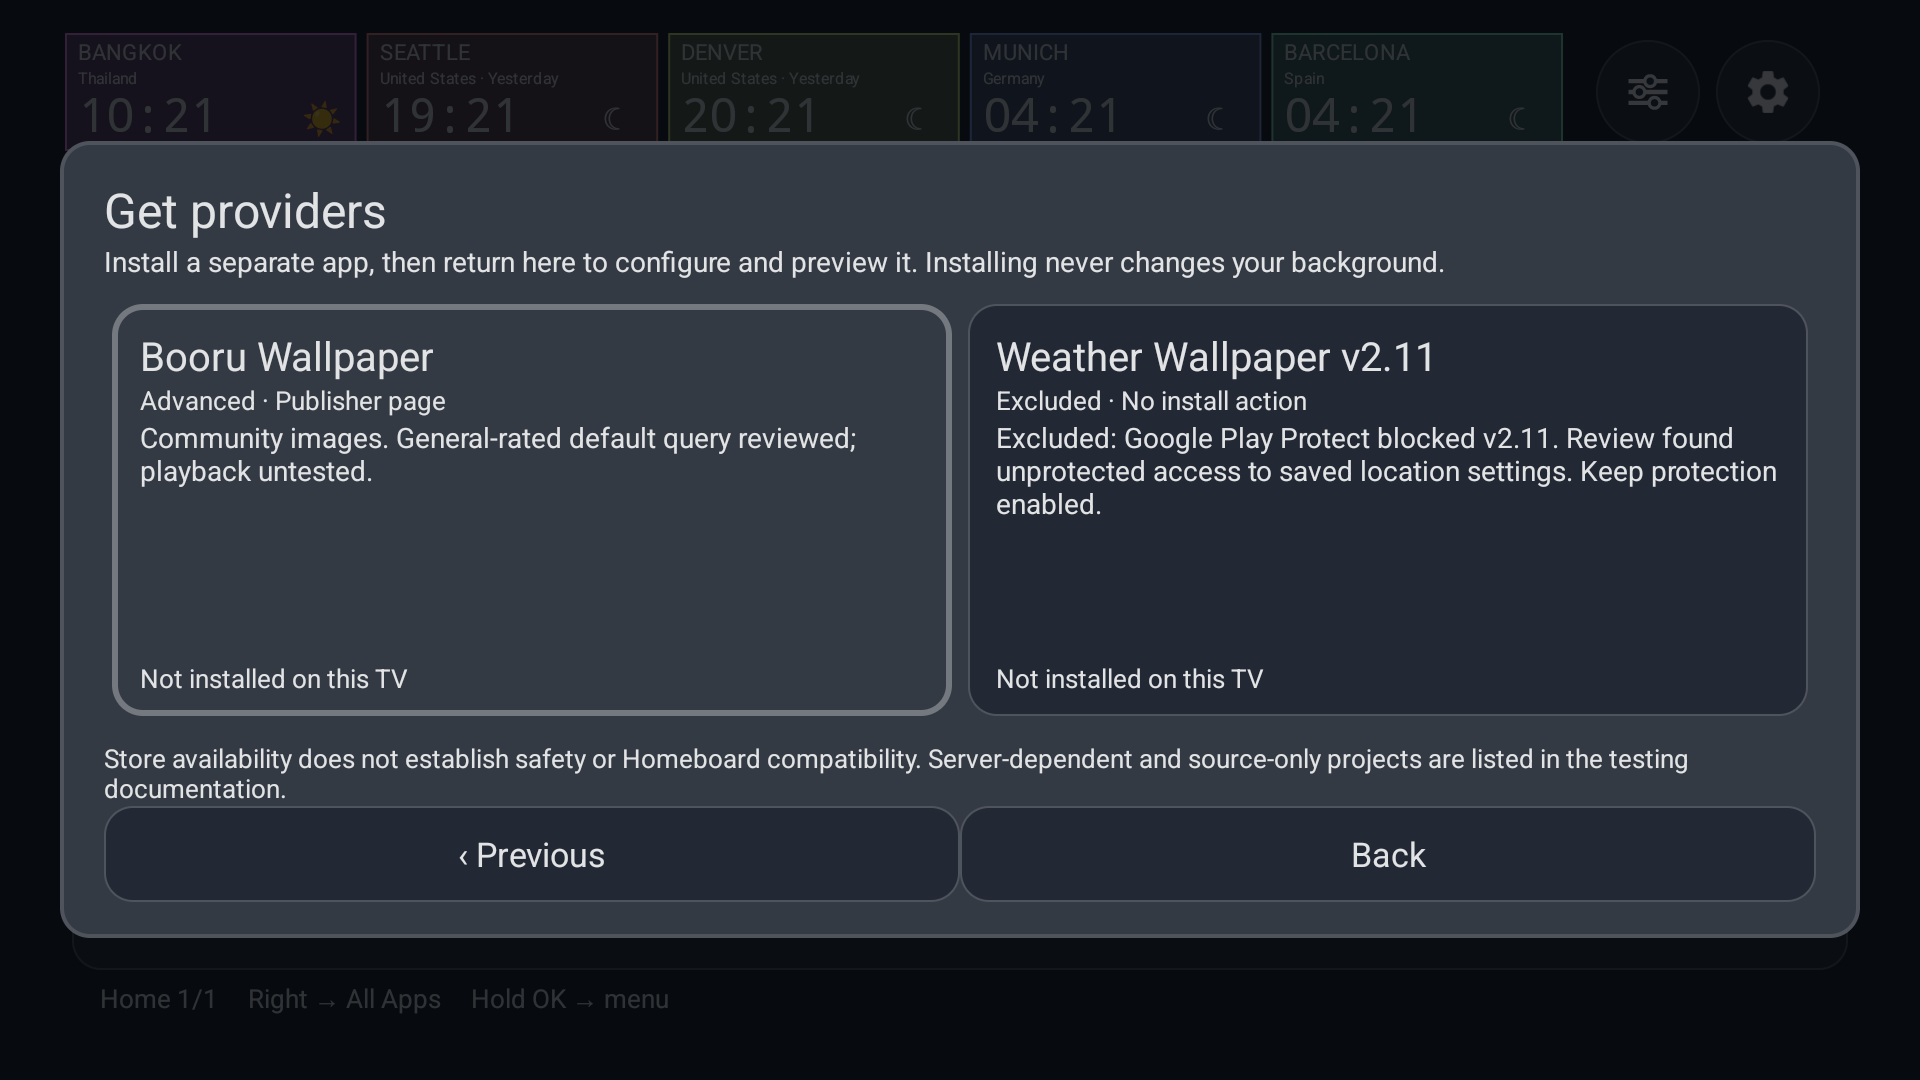 BANGKOK
Thailand
10:21
SEATTLE
United States · Yesterday
19:21
DENVER
United States · Yesterday
20:21
MUNICH
Germany
04:21
BARCELONA
Spain
04:21
Get providers
Install a separate app, then return here to configure and preview it. Installing never changes your background.
Booru Wallpaper
Advanced · Publisher page
Community images. General-rated default query reviewed;
playback untested.
Not installed on this TV
Weather Wallpaper v2.11
Excluded · No install action
Excluded: Google Play Protect blocked v2.11. Review found
unprotected access to saved location settings. Keep protection
enabled.
Not installed on this TV
Store availability does not establish safety or Homeboard compatibility. Server-dependent and source-only projects are listed in the testing
documentation.
‹ Previous
Back
Home 1/1 Right → All Apps Hold OK → menu